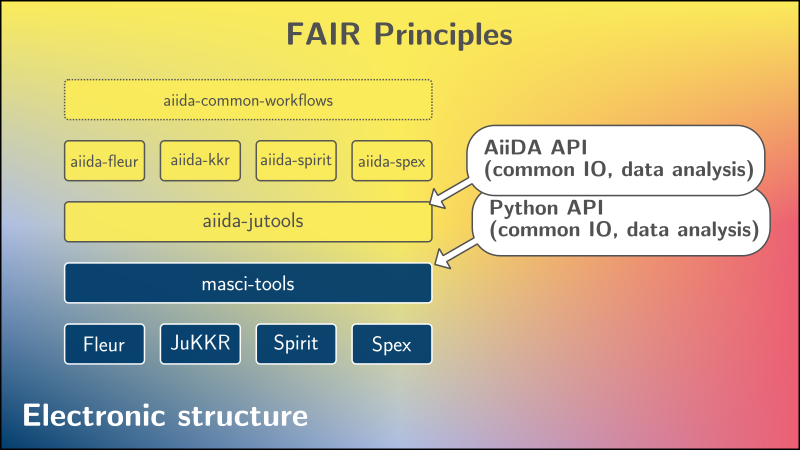 FAIR Principles
aiida-common-workflows
aiida-fleur aiida-kkr aiida-spirit aiida-spex
AiiDA API
(common IO, data analysis)
aiida-jutools
Python API
(common IO, data analysis)
masci-tools
Fleur JuKKR Spirit Spex
Electronic structure